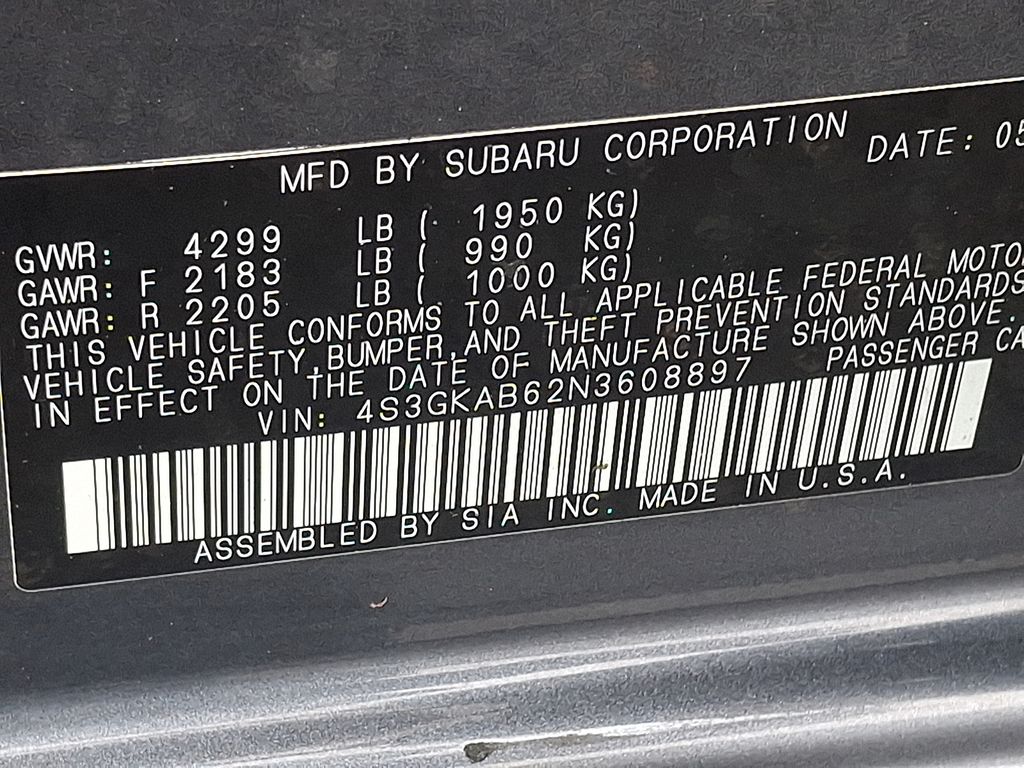 MFD BY SUBARU CORPORATION DATE: 05
GVWR: 4299 LB ( 1950 KG)
GAWR: F 2183 LB ( 990 KG)
GAWR: R 2205 LB ( 1000 KG)
THIS VEHICLE CONFORMS TO ALL APPLICABLE FEDERAL MOTO
VEHICLE SAFETY,BUMPER,AND THEFT PREVENTION STANDARDS
IN EFFECT ON THE DATE OF MANUFACTURE SHOWN ABOVE.
VIN: 4S3GKAB62N3608897 PASSENGER CA
ASSEMBLED BY SIA INC. MADE IN U.S.A.